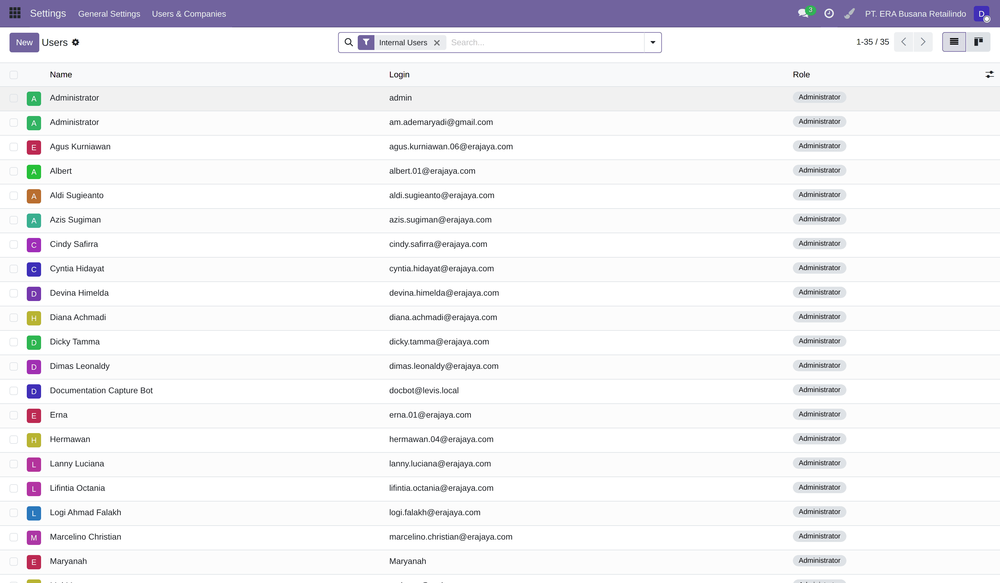 Settings General Settings Users & Companies 3 PT. ERA Busana Retailindo D
New Users Internal Users Search... 1-35 / 35
Name Login Role
A Administrator admin Administrator
A Administrator am.ademaryadi@gmail.com Administrator
E Agus Kurniawan agus.kurniawan.06@erajaya.com Administrator
A Albert albert.01@erajaya.com Administrator
A Aldi Sugieanto aldi.sugieanto@erajaya.com Administrator
A Azis Sugiman azis.sugiman@erajaya.com Administrator
C Cindy Safirra cindy.safirra@erajaya.com Administrator
C Cyntia Hidayat cyntia.hidayat@erajaya.com Administrator
D Devina Himelda devina.himelda@erajaya.com Administrator
H Diana Achmadi diana.achmadi@erajaya.com Administrator
D Dicky Tamma dicky.tamma@erajaya.com Administrator
D Dimas Leonaldy dimas.leonaldy@erajaya.com Administrator
D Documentation Capture Bot docbot@levis.local Administrator
E Erna erna.01@erajaya.com Administrator
H Hermawan hermawan.04@erajaya.com Administrator
L Lanny Luciana lanny.luciana@erajaya.com Administrator
L Lifintia Octania lifintia.octania@erajaya.com Administrator
L Logi Ahmad Falakh logi.falakh@erajaya.com Administrator
M Marcelino Christian marcelino.christian@erajaya.com Administrator
E Maryanah Maryanah Administrator